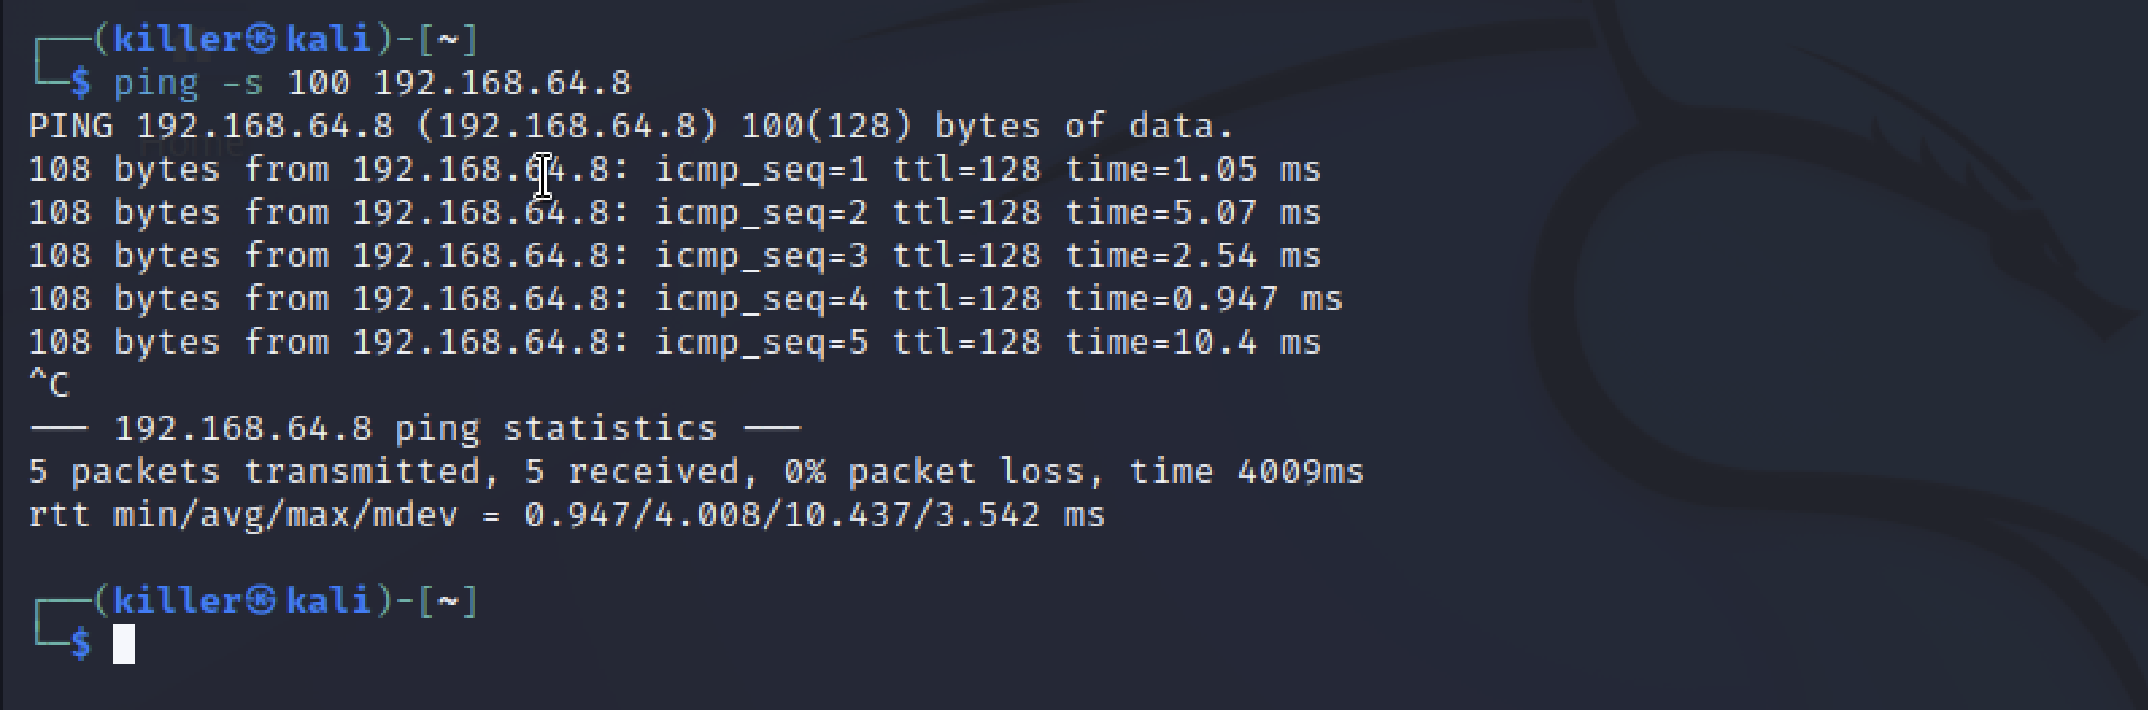 ┌──(killer㉿kali)-[~]
└─$ ping -s 100 192.168.64.8
PING 192.168.64.8 (192.168.64.8) 100(128) bytes of data.
108 bytes from 192.168.64.8: icmp_seq=1 ttl=128 time=1.05 ms
108 bytes from 192.168.64.8: icmp_seq=2 ttl=128 time=5.07 ms
108 bytes from 192.168.64.8: icmp_seq=3 ttl=128 time=2.54 ms
108 bytes from 192.168.64.8: icmp_seq=4 ttl=128 time=0.947 ms
108 bytes from 192.168.64.8: icmp_seq=5 ttl=128 time=10.4 ms
^C
--- 192.168.64.8 ping statistics ---
5 packets transmitted, 5 received, 0% packet loss, time 4009ms
rtt min/avg/max/mdev = 0.947/4.008/10.437/3.542 ms
┌──(killer㉿kali)-[~]
└─$
Home